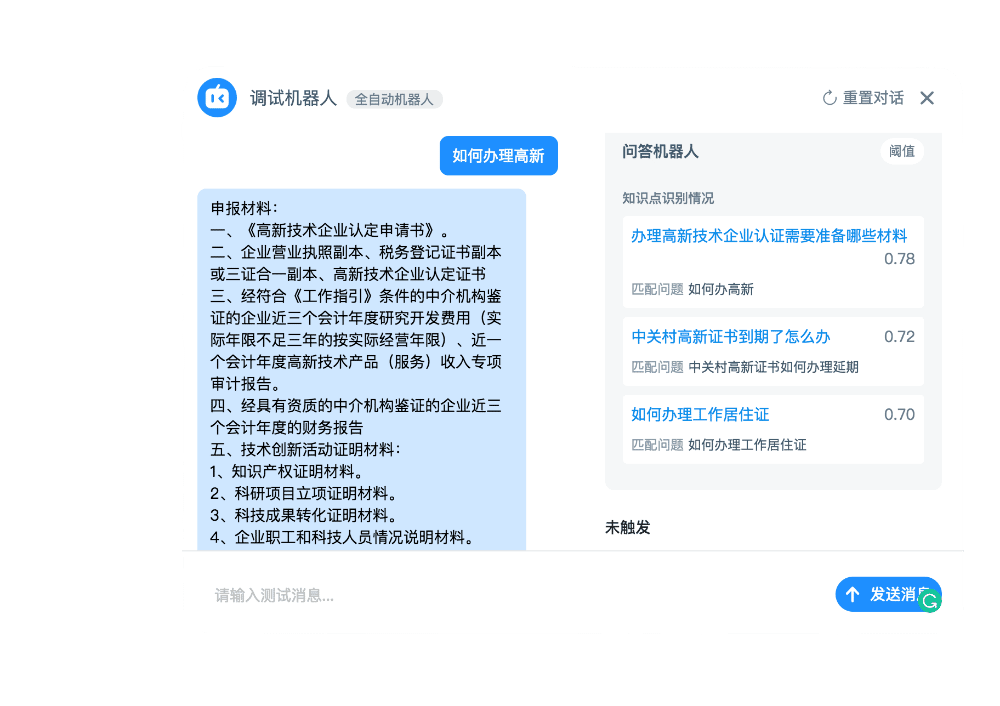 调试机器人 全自动机器人
重置对话
如何办理高新
申报材料：
一、《高新技术企业认定申请书》。
二、企业营业执照副本、税务登记证书副本
或三证合一副本、高新技术企业认定证书
三、经符合《工作指引》条件的中介机构鉴
证的企业近三个会计年度研究开发费用（实
际年限不足三年的按实际经营年限）、近一
个会计年度高新技术产品（服务）收入专项
审计报告。
四、经具有资质的中介机构鉴证的企业近三
个会计年度的财务报告
五、技术创新活动证明材料：
1、知识产权证明材料。
2、科研项目立项证明材料。
3、科技成果转化证明材料。
4、企业职工和科技人员情况说明材料。
问答机器人 阈值
知识点识别情况
办理高新技术企业认证需要准备哪些材料
0.78
匹配问题 如何办高新
中关村高新证书到期了怎么办 0.72
匹配问题 中关村高新证书如何办理延期
如何办理工作居住证 0.70
匹配问题 如何办理工作居住证
未触发
请输入测试消息...
发送消息